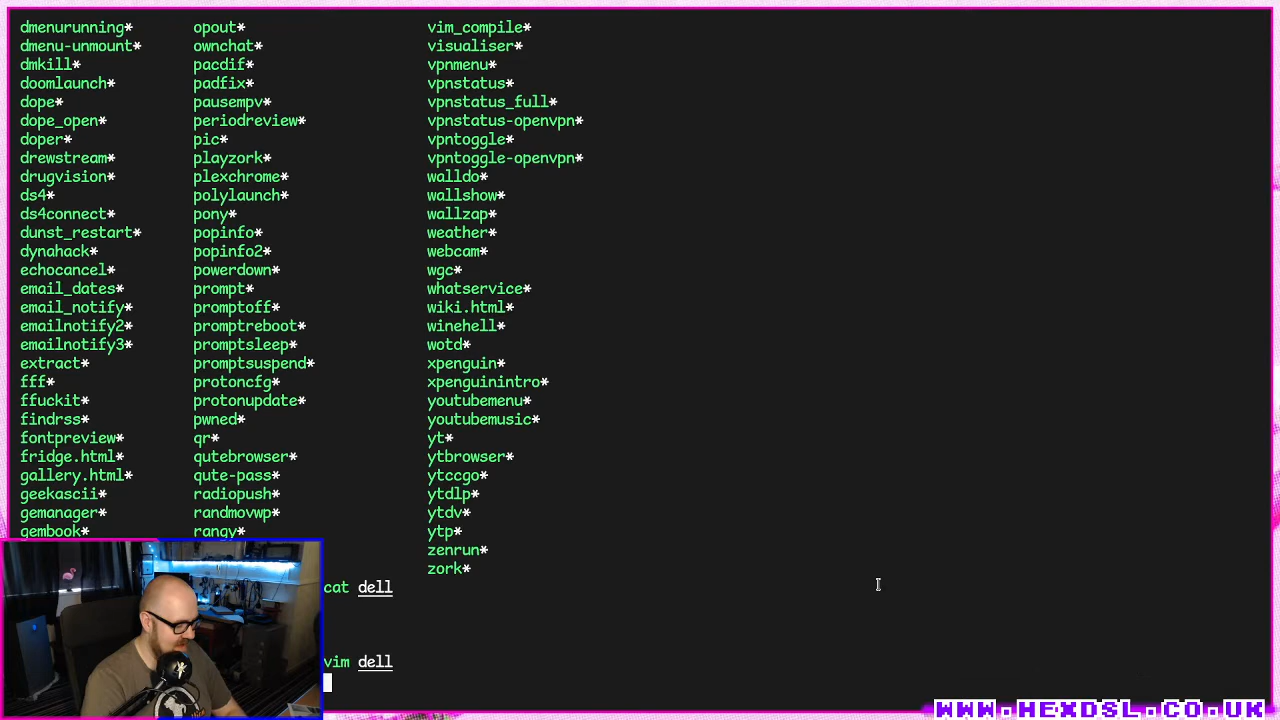 dmenurunning* opout* vim_compile*
dmenu-unmount* ownchat* visualiser*
dmkill* pacdif* vpnmenu*
doomlaunch* padfix* vpnstatus*
dope* pausempv* vpnstatus_full*
dope_open* periodreview* vpnstatus-openvpn*
doper* pic* vpntoggle*
drewstream* playzork* vpntoggle-openvpn*
drugvision* plexchrome* walldo*
ds4* polylaunch* wallshow*
ds4connect* pony* wallzap*
dunst_restart* popinfo* weather*
dynahack* popinfo2* webcam*
echocancel* powerdown* wgc*
email_dates* prompt* whatservice*
email_notify* promptoff* wiki.html*
emailnotify2* promptreboot* winehell*
emailnotify3* promptsleep* wotd*
extract* promptsuspend* xpenguin*
fff* protoncfg* xpenguinintro*
ffuckit* protonupdate* youtubemenu*
findrss* pwned* youtubemusic*
fontpreview* qr* yt*
fridge.html* qutebrowser* ytbrowser*
gallery.html* qute-pass* ytccgo*
geekascii* radiopush* ytdlp*
gemanager* randmovwp* ytdv*
gembook* rangy* ytp*
zenrun*
zork*
cat dell
vim dell
WWW.HEXDSL.CO.UK